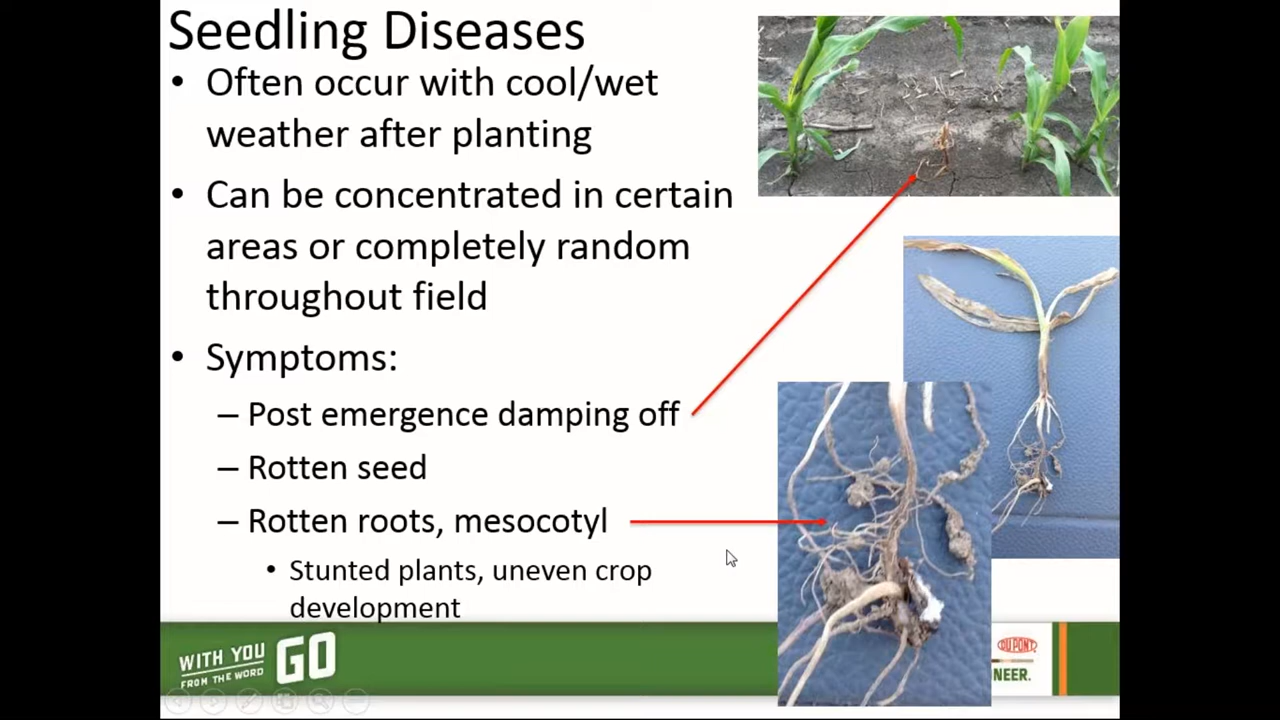 Seedling Diseases
• Often occur with cool/wet
weather after planting
• Can be concentrated in certain
areas or completely random
throughout field
• Symptoms:
– Post emergence damping off
– Rotten seed
– Rotten roots, mesocotyl
• Stunted plants, uneven crop
development
WITH YOU
FROM THE WORD
GO
DUPONT
NEER.